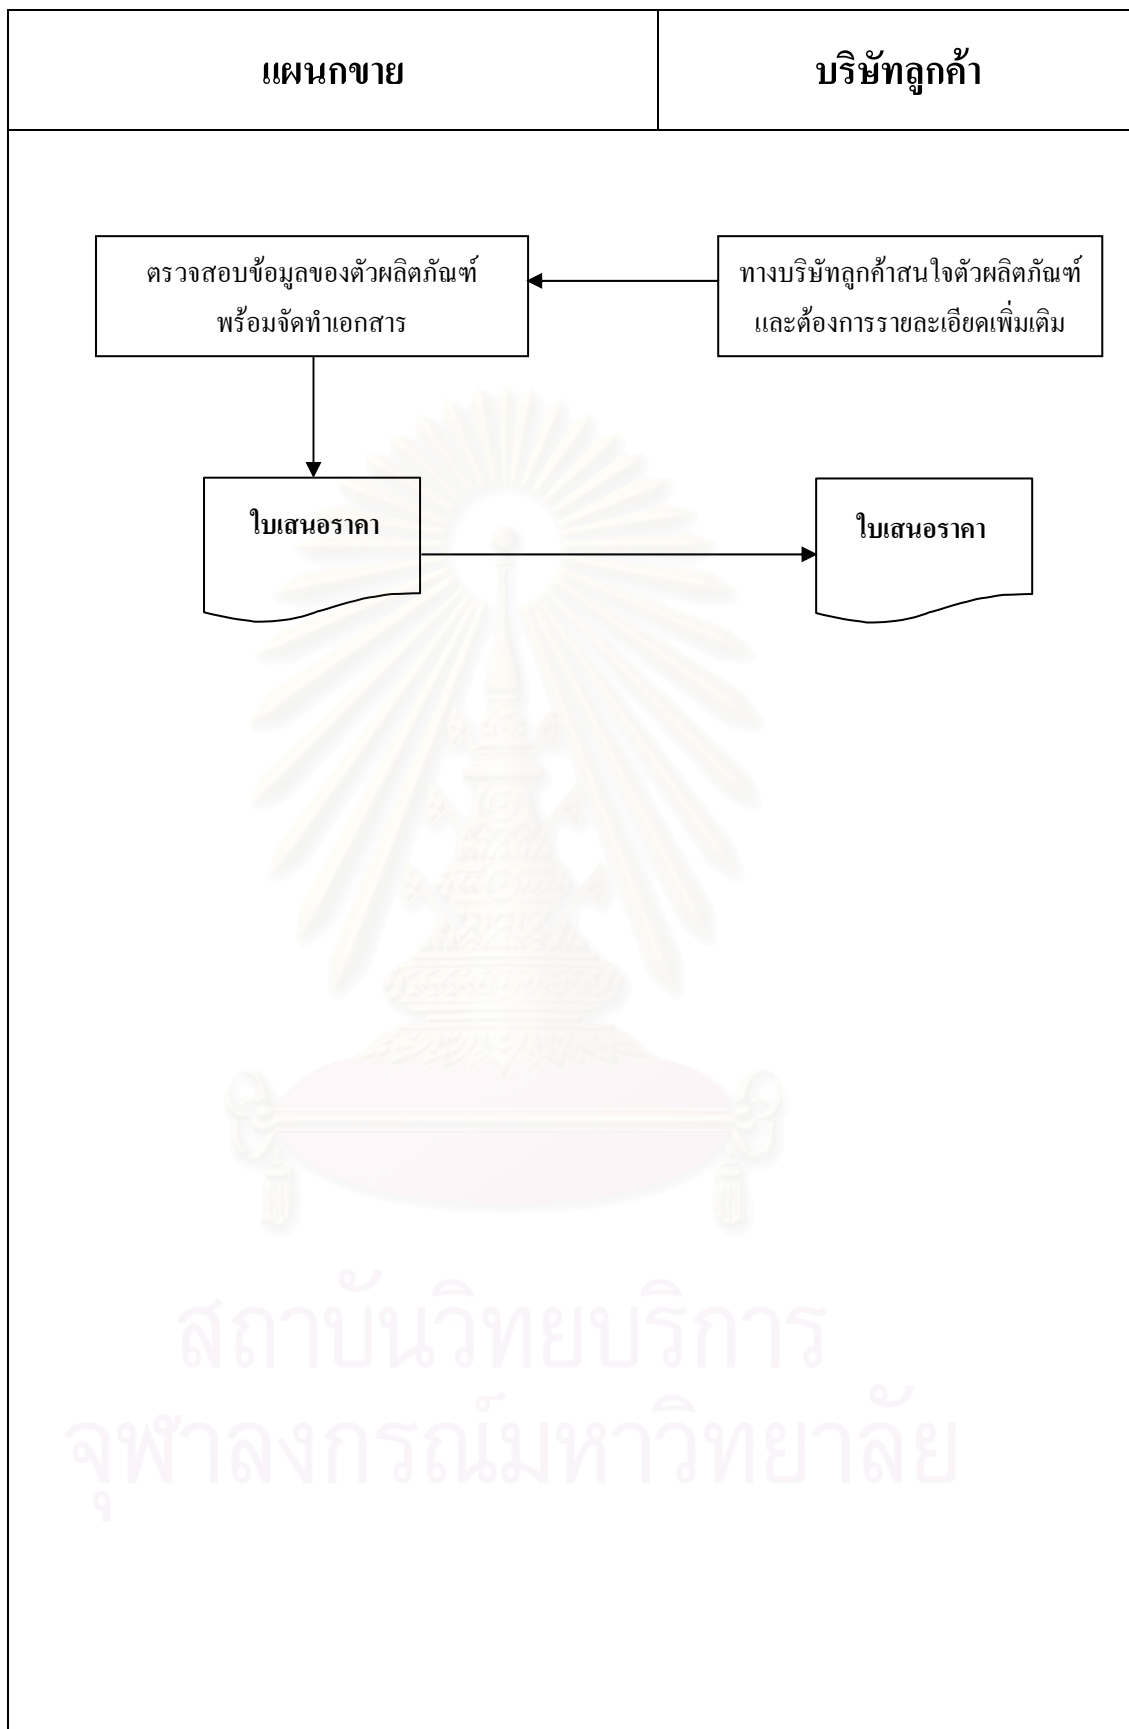 แผนกขาย
บริษัทลูกค้า
ตรวจสอบข้อมูลของตัวผลิตภัณฑ์
พร้อมจัดทำเอกสาร
ทางบริษัทลูกค้าสนใจตัวผลิตภัณฑ์
และต้องการรายละเอียดเพิ่มเติม
ใบเสนอราคา
ใบเสนอราคา
สถาบันวิทยบริการ
จุฬาลงกรณ์มหาวิทยาลัย